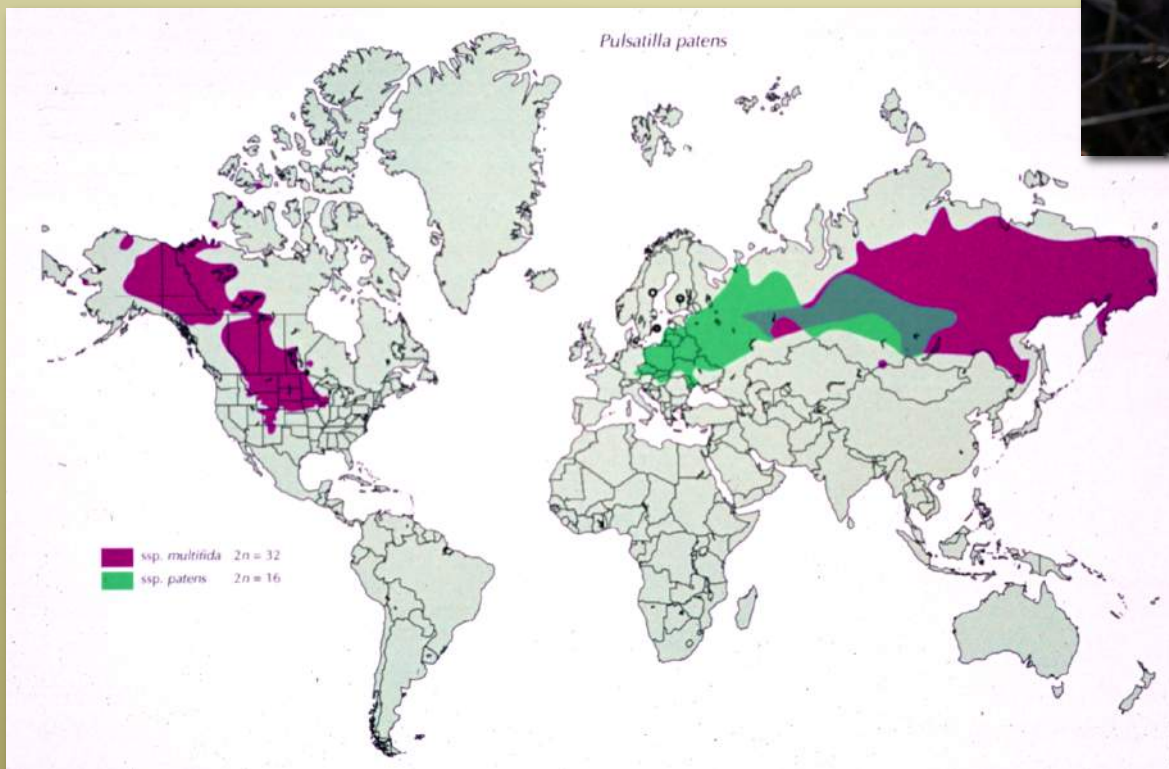 Pulsatilla patens
ssp. multifida 2n = 32
ssp. patens 2n = 16